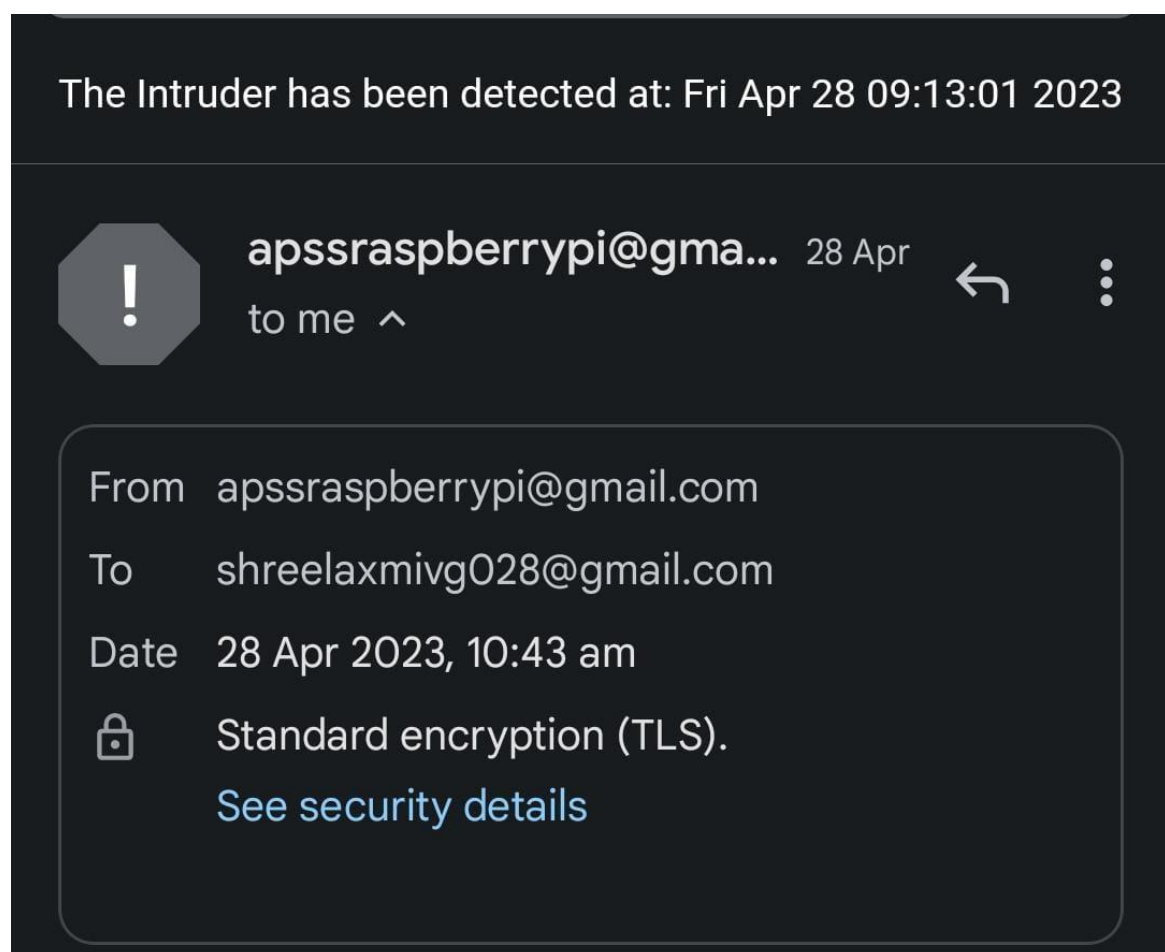 The Intruder has been detected at: Fri Apr 28 09:13:01 2023
!
apssraspberrypi@gma... 28 Apr
to me
From apssraspberrypi@gmail.com
To shreelaxmivg028@gmail.com
Date 28 Apr 2023, 10:43 am
Standard encryption (TLS).
See security details